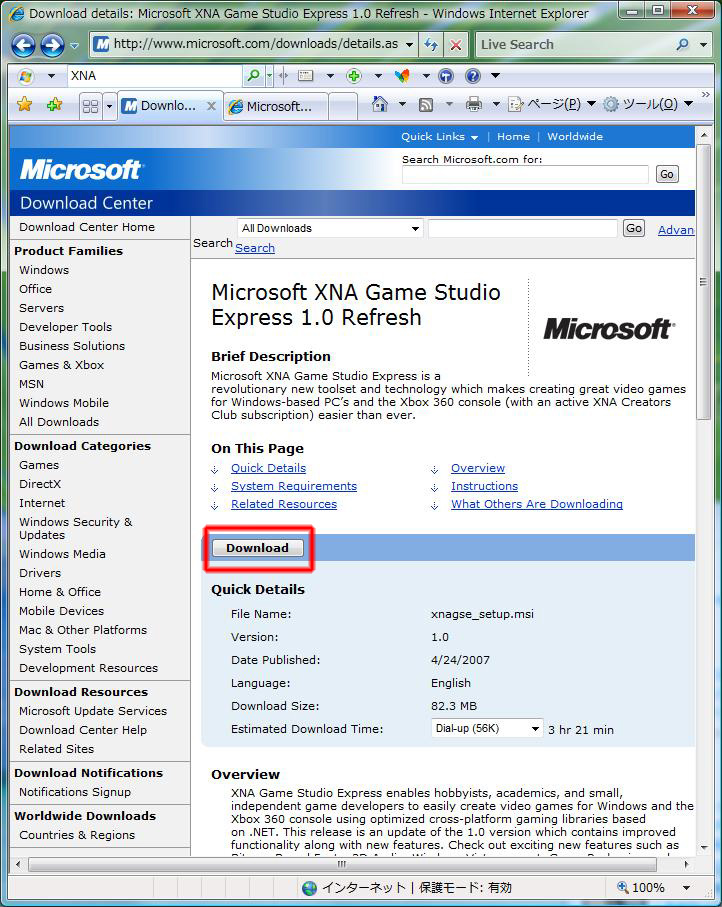 Download details: Microsoft XNA Game Studio Express 1.0 Refresh - Windows Internet Explorer
http://www.microsoft.com/downloads/details.as
Live Search
XNA
Downlo...
Microsoft...
ページ(P)
ツール(O)
Quick Links | Home | Worldwide
Microsoft
Search Microsoft.com for:
Go
Download Center
Download Center Home
Product Families
Windows
Office
Servers
Developer Tools
Business Solutions
Games & Xbox
MSN
Windows Mobile
All Downloads
Download Categories
Games
DirectX
Internet
Windows Security & Updates
Windows Media
Drivers
Home & Office
Mobile Devices
Mac & Other Platforms
System Tools
Development Resources
Download Resources
Microsoft Update Services
Download Center Help
Related Sites
Download Notifications
Notifications Signup
Worldwide Downloads
Countries & Regions
Search
All Downloads
Go
Advan
Search
Microsoft XNA Game Studio
Express 1.0 Refresh
Microsoft
Brief Description
Microsoft XNA Game Studio Express is a
revolutionary new toolset and technology which makes creating great video games
for Windows-based PC's and the Xbox 360 console (with an active XNA Creators
Club subscription) easier than ever.
On This Page
Quick Details
Overview
System Requirements
Instructions
Related Resources
What Others Are Downloading
Download
Quick Details
File Name: xnagse_setup.msi
Version: 1.0
Date Published: 4/24/2007
Language: English
Download Size: 82.3 MB
Estimated Download Time: Dial-up (56K) 3 hr 21 min
Overview
XNA Game Studio Express enables hobbyists, academics, and small,
independent game developers to easily create video games for Windows and the
Xbox 360 console using optimized cross-platform gaming libraries based
on .NET. This release is an update of the 1.0 version which contains improved
functionality along with new features. Check out exciting new features such as
インターネット | 保護モード: 有効
100%